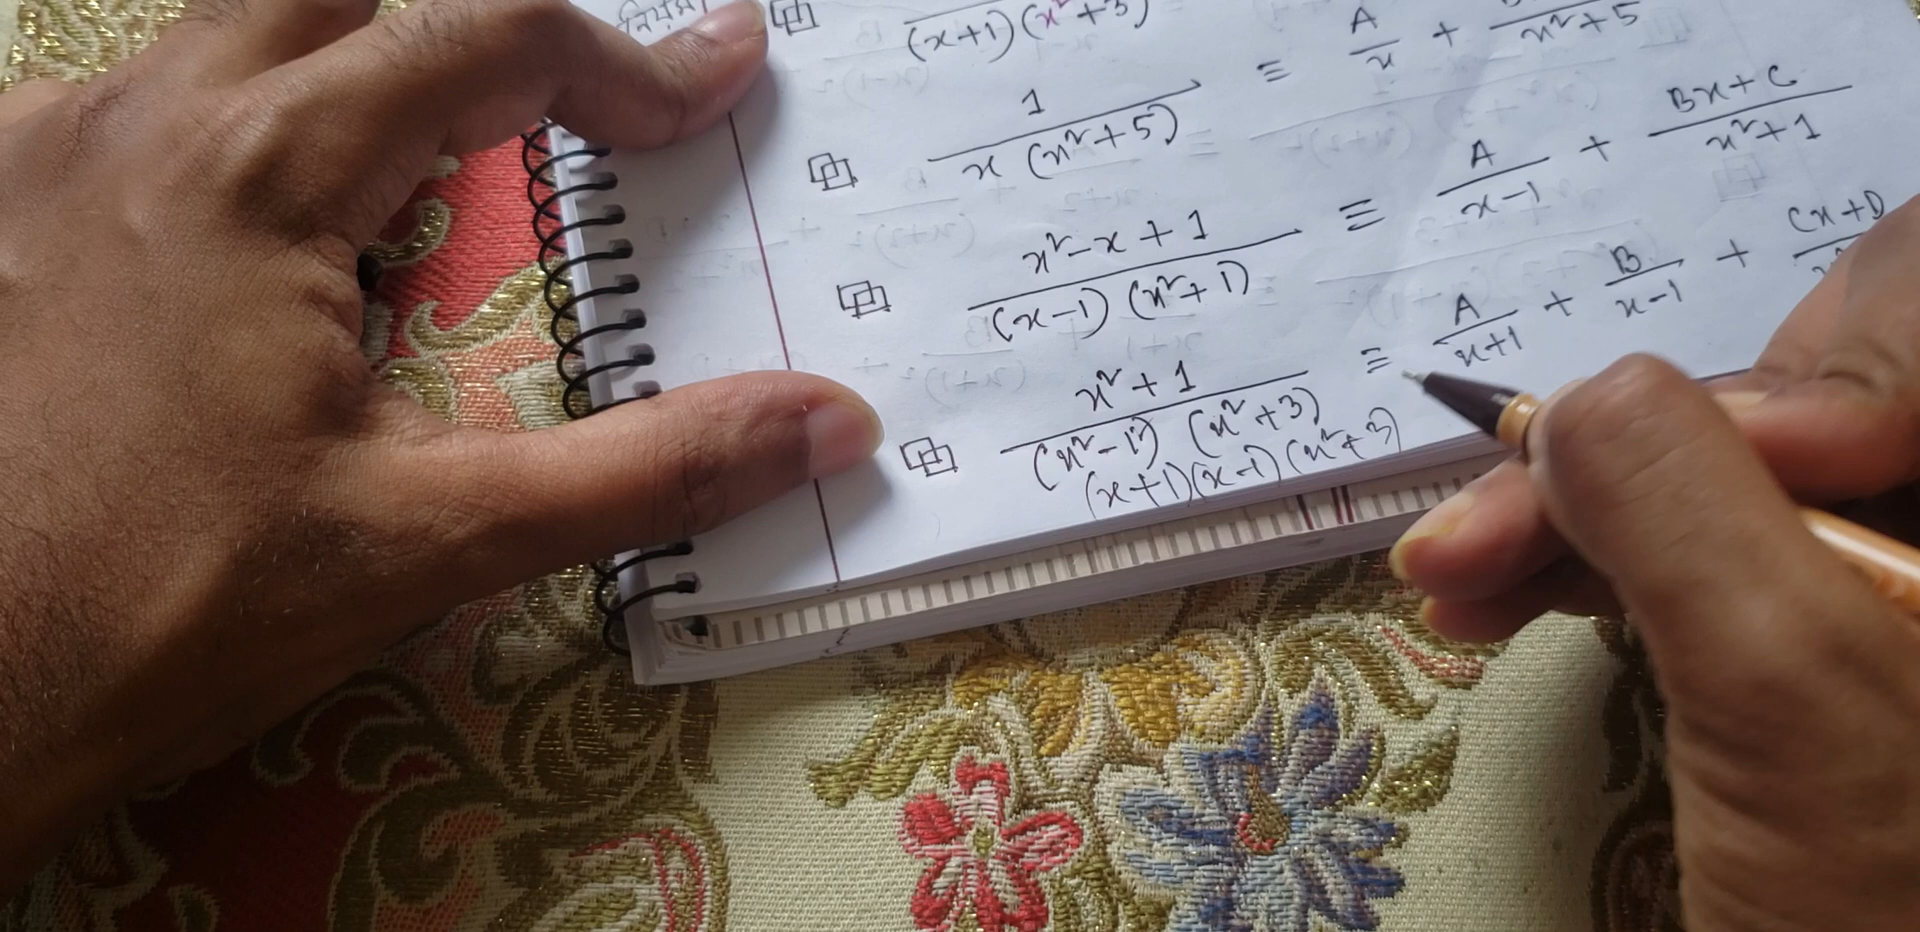 নিয়ম
(x+1)(x²+3)
1/(x(x²+5)) ≡ A/x + /(x²+5)
(x²-x+1)/((x-1)(x²+1)) ≡ A/(x-1) + (Bx+C)/(x²+1)
(x²+1)/((x²-1²)(x²+3)) ≡ A/(x+1) + B/(x-1) + (Cx+D)/
(x+1)(x-1)(x²+3)